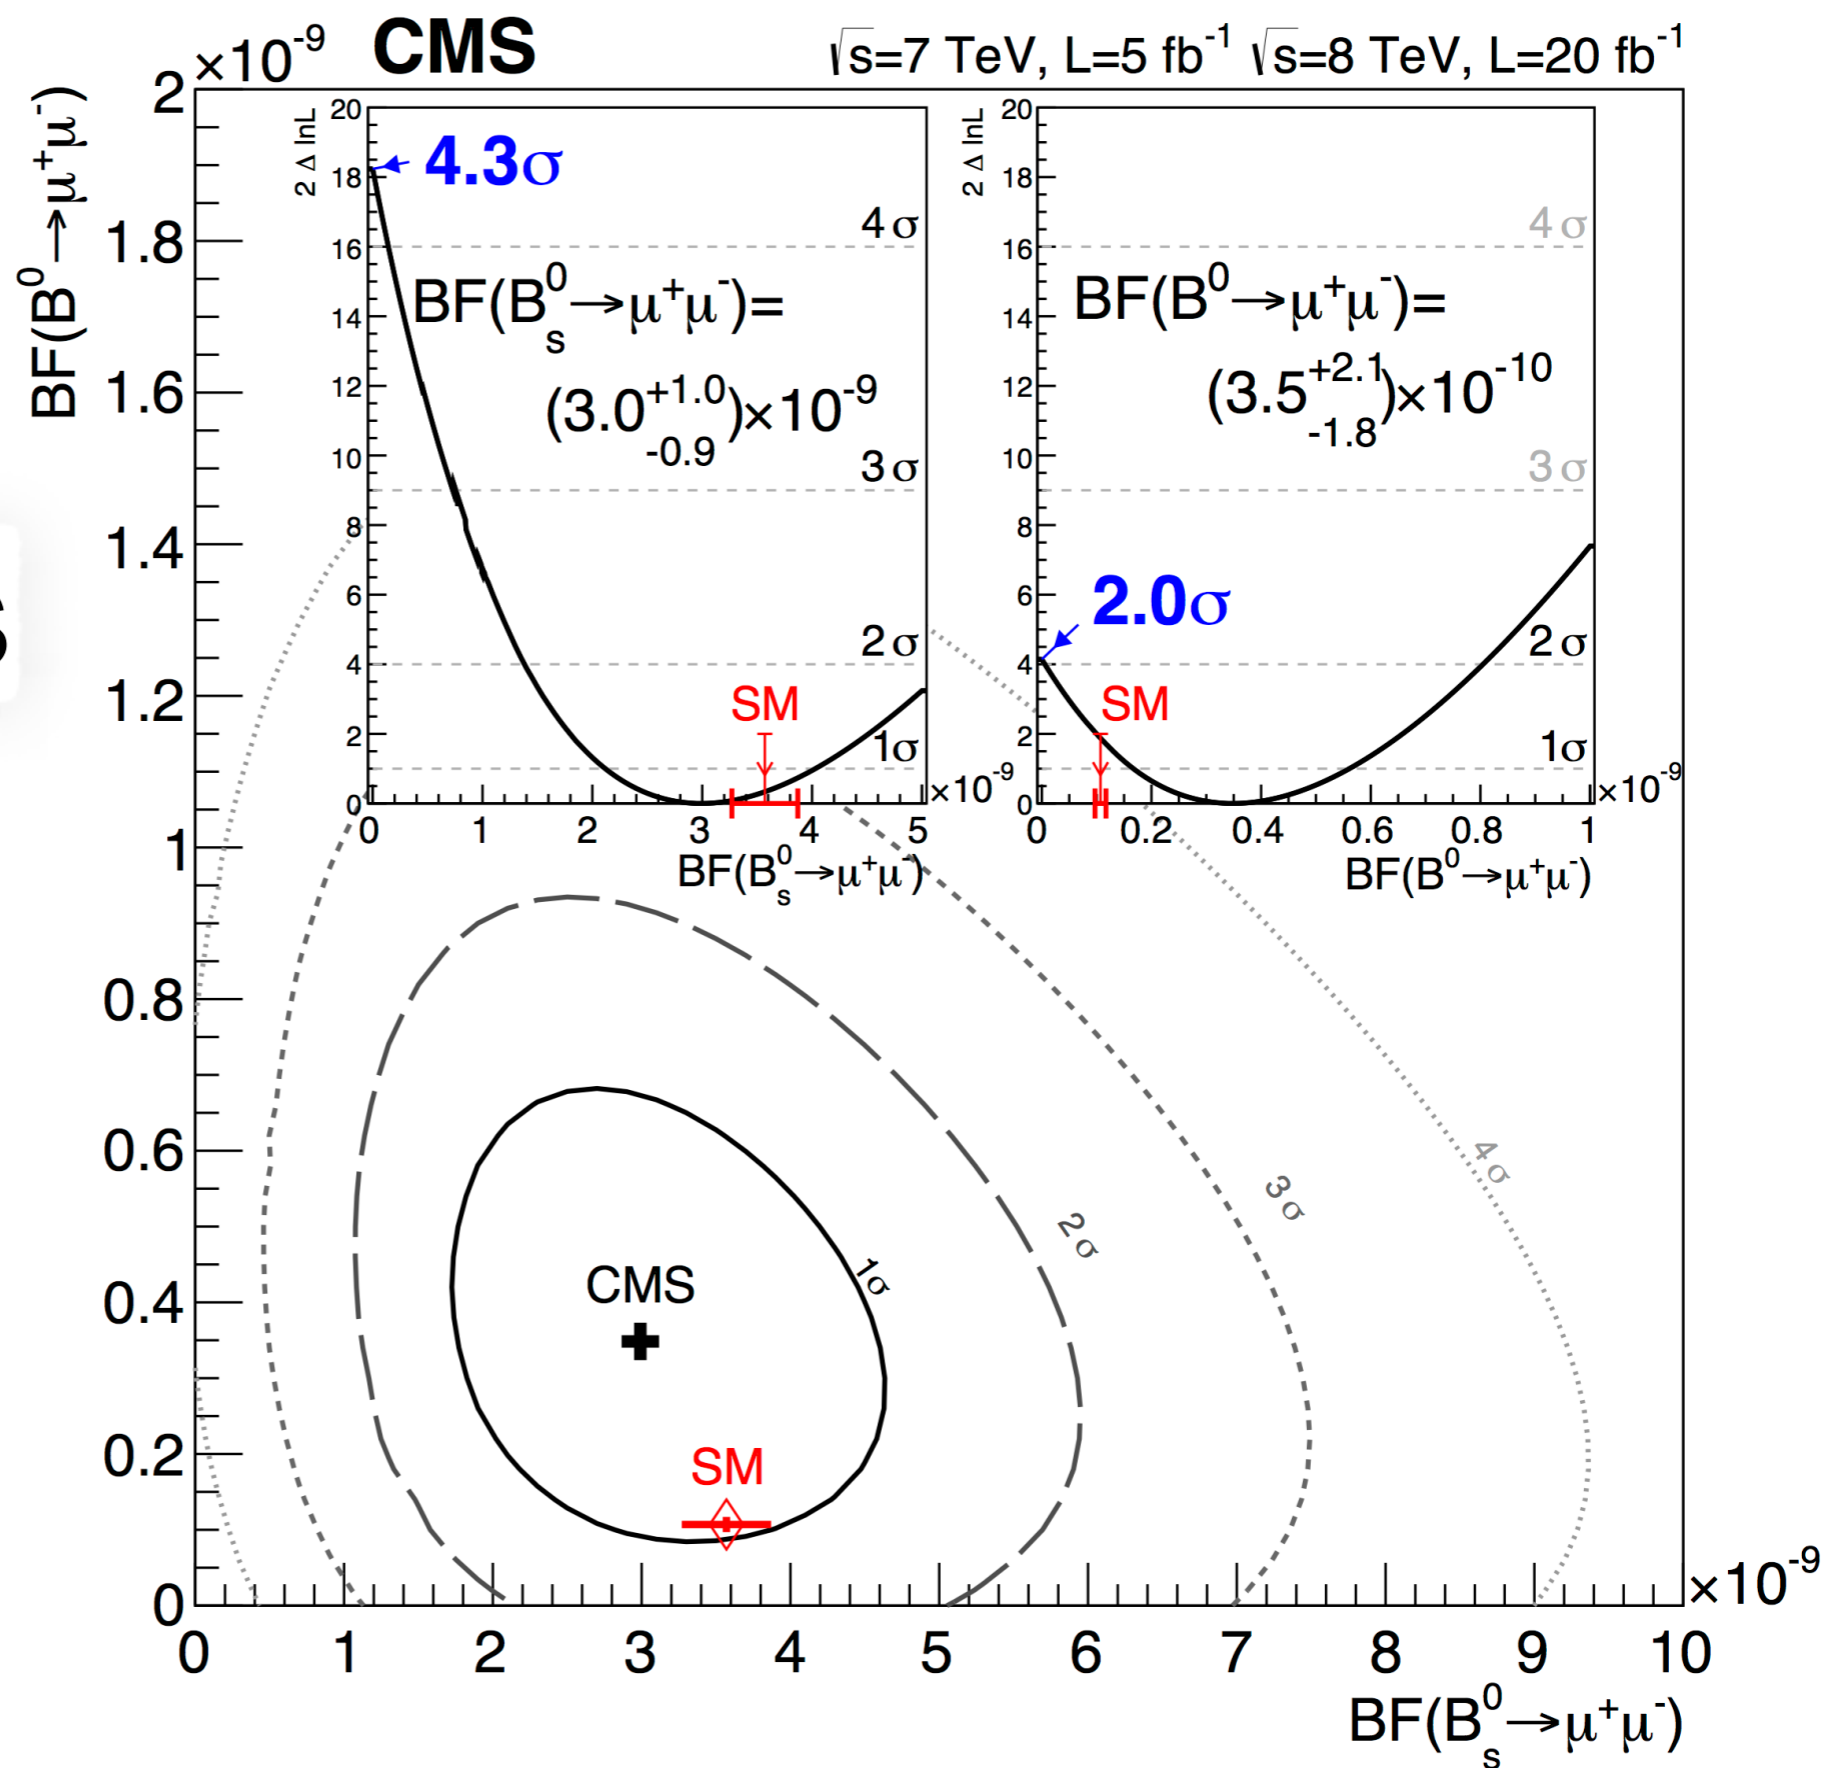 ×10⁻⁹ CMS √s=7 TeV, L=5 fb⁻¹ √s=8 TeV, L=20 fb⁻¹
BF(B⁰→μ⁺μ⁻)
2
1.8
1.6
1.4
1.2
1
0.8
0.6
0.4
0.2
0
2 Δ lnL
20
18
16
14
12
10
8
6
4
2
0
4.3σ
4σ
BF(B⁰ₛ→μ⁺μ⁻)=
(3.0+1.0-0.9)×10⁻⁹
3σ
2σ
SM
1σ
×10⁻⁹
0 1 2 3 4 5
BF(B⁰ₛ→μ⁺μ⁻)
2 Δ lnL
20
18
16
14
12
10
8
6
4
2
0
4σ
BF(B⁰→μ⁺μ⁻)=
(3.5+2.1-1.8)×10⁻¹⁰
3σ
2.0σ
2σ
SM
1σ
×10⁻⁹
0 0.2 0.4 0.6 0.8 1
BF(B⁰→μ⁺μ⁻)
4σ
3σ
2σ
1σ
CMS
SM
×10⁻⁹
0 1 2 3 4 5 6 7 8 9 10
BF(B⁰ₛ→μ⁺μ⁻)